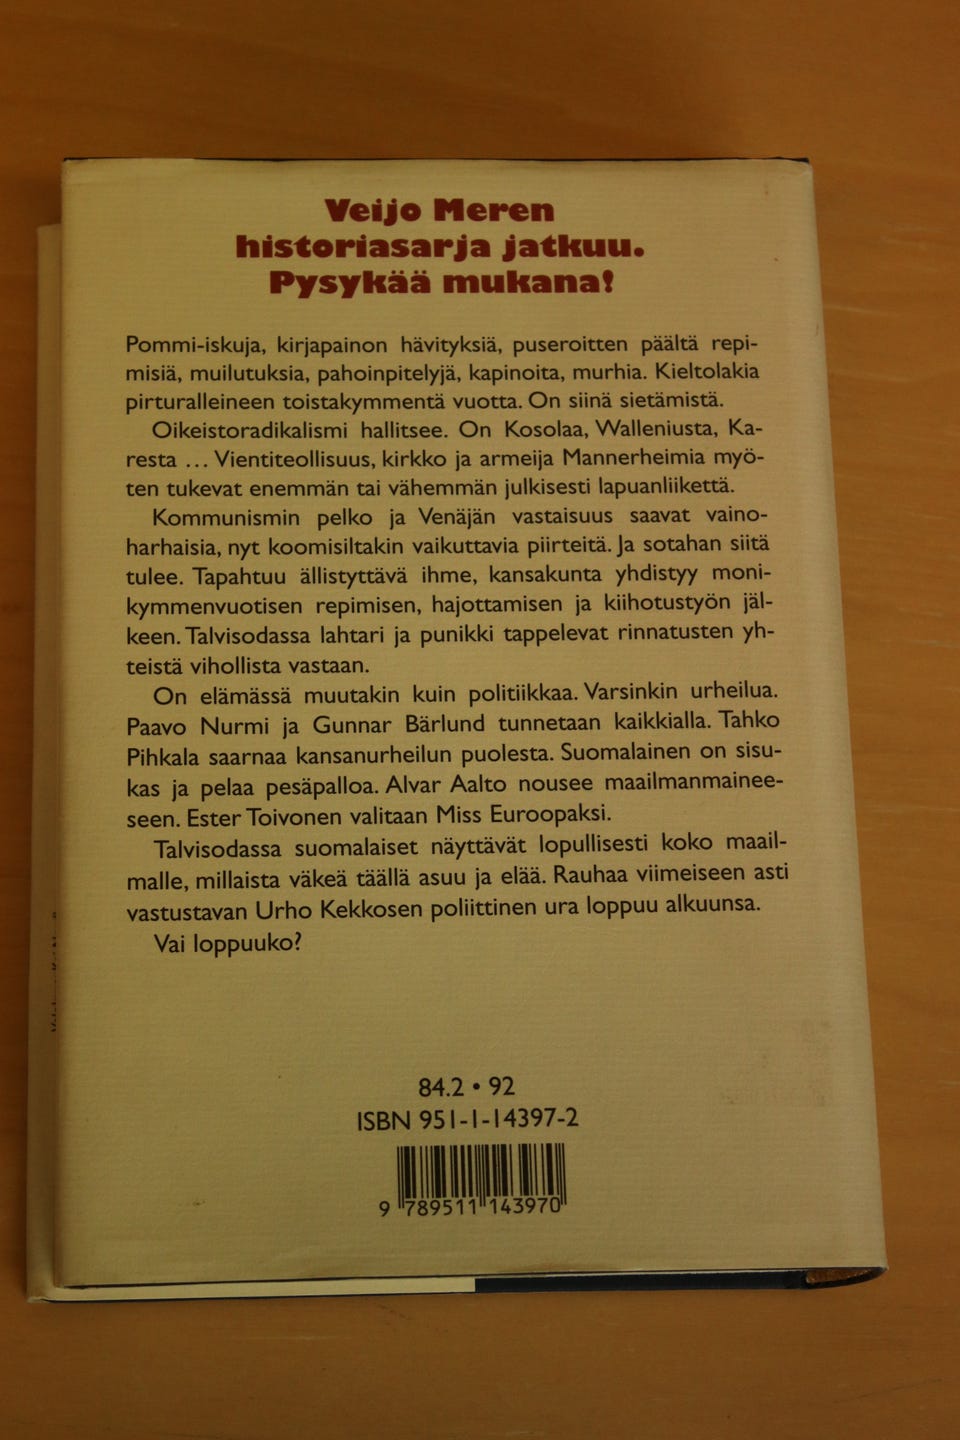 Veijo Meren
historiasarja jatkuu.
Pysykää mukana!
Pommi-iskuja, kirjapainon hävityksiä, puseroitten päältä repi-
misiä, muilutuksia, pahoinpitelyjä, kapinoita, murhia. Kieltolakia
pirturalleineen toistakymmentä vuotta. On siinä sietämistä.
Oikeistoradikalismi hallitsee. On Kosolaa, Walleniusta, Ka-
resta ... Vientiteollisuus, kirkko ja armeija Mannerheimia myö-
ten tukevat enemmän tai vähemmän julkisesti lapuanliikettä.
Kommunismin pelko ja Venäjän vastaisuus saavat vaino-
harhaisia, nyt koomisiltakin vaikuttavia piirteitä. Ja sotahan siitä
tulee. Tapahtuu ällistyttävä ihme, kansakunta yhdistyy moni-
kymmenvuotisen repimisen, hajottamisen ja kiihotustyön jäl-
keen. Talvisodassa lahtari ja punikki tappelevat rinnatusten yh-
teistä vihollista vastaan.
On elämässä muutakin kuin politiikkaa. Varsinkin urheilua.
Paavo Nurmi ja Gunnar Bärlund tunnetaan kaikkialla. Tahko
Pihkala saarnaa kansanurheilun puolesta. Suomalainen on sisu-
kas ja pelaa pesäpalloa. Alvar Aalto nousee maailmanmainee-
seen. Ester Toivonen valitaan Miss Euroopaksi.
Talvisodassa suomalaiset näyttävät lopullisesti koko maail-
malle, millaista väkeä täällä asuu ja elää. Rauhaa viimeiseen asti
vastustavan Urho Kekkosen poliittinen ura loppuu alkuunsa.
Vai loppuuko?
84.2 • 92
ISBN 951-1-14397-2
9 789511 143970